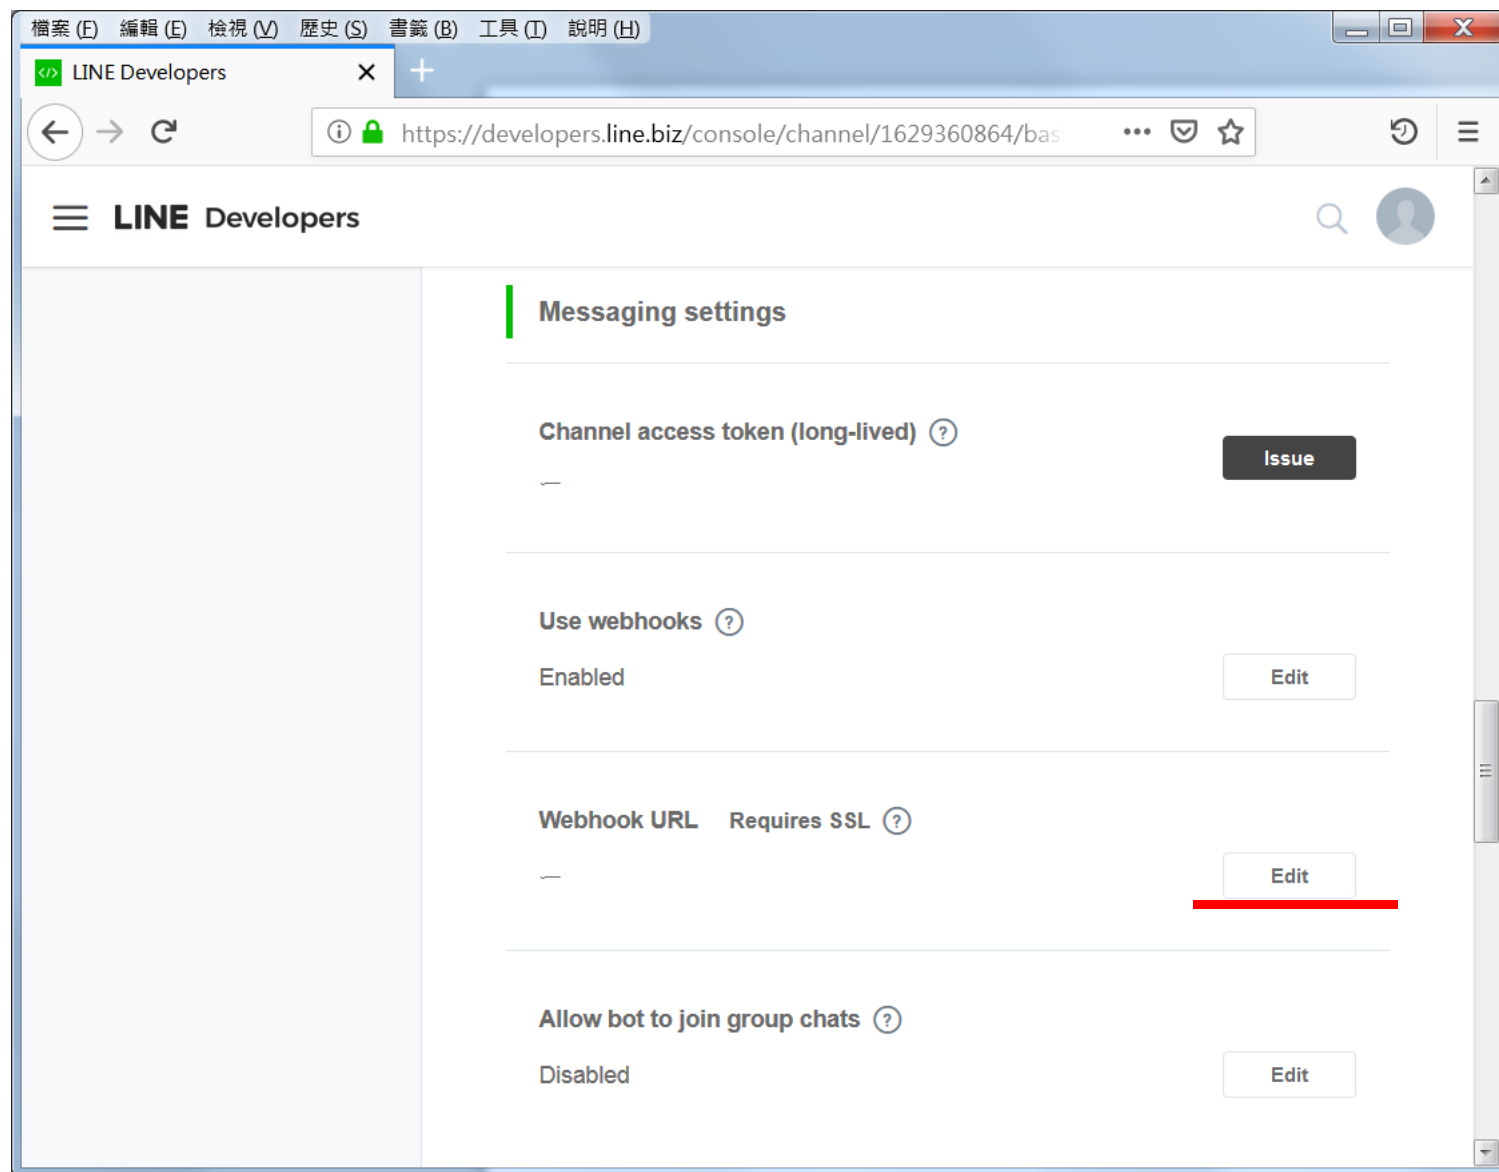 檔案 (F) 編輯 (E) 檢視 (V) 歷史 (S) 書籤 (B) 工具 (T) 說明 (H)
LINE Developers
https://developers.line.biz/console/channel/1629360864/bas
LINE Developers
Messaging settings
Channel access token (long-lived) ?
Issue
Use webhooks ?
Enabled
Edit
Webhook URL Requires SSL ?
Edit
Allow bot to join group chats ?
Disabled
Edit